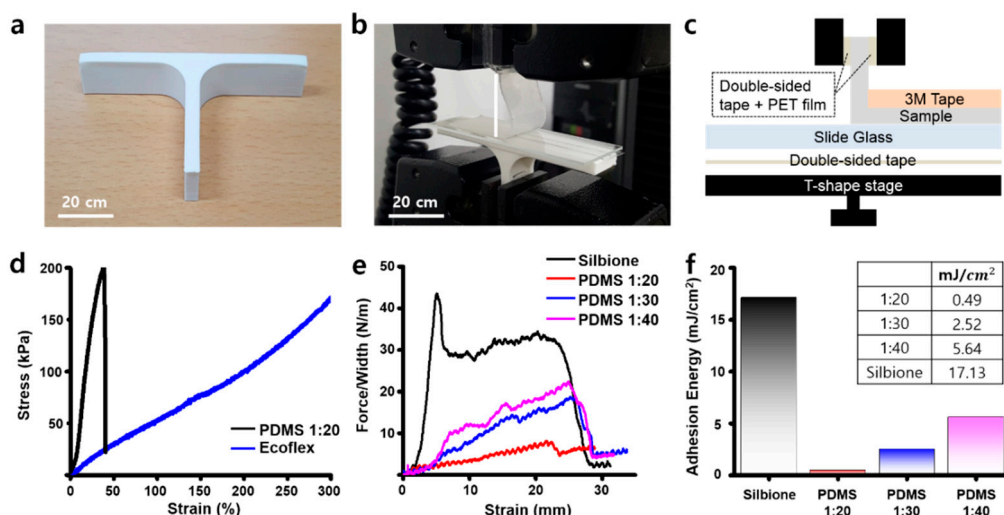 a
20 cm
b
20 cm
c
Double-sided
tape + PET film
3M Tape
Sample
Slide Glass
Double-sided tape
T-shape stage
d
Stress (kPa)
200
150
100
50
0
50
100
150
200
250
300
Strain (%)
PDMS 1:20
Ecoflex
e
Force/Width (N/m)
50
40
30
20
10
0
10
20
30
Strain (mm)
Silbione
PDMS 1:20
PDMS 1:30
PDMS 1:40
f
Adhesion Energy (mJ/cm²)
20
15
10
5
0
Silbione
PDMS
1:20
PDMS
1:30
PDMS
1:40
mJ/cm²
1:20 0.49
1:30 2.52
1:40 5.64
Silbione 17.13